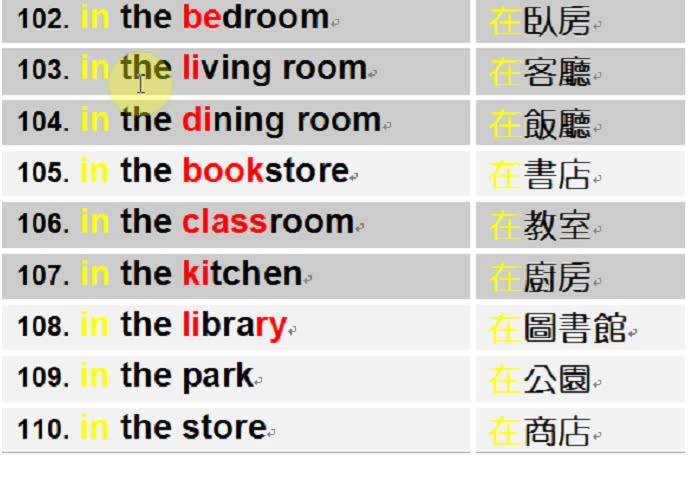 102. in the bedroom 在臥房
103. in the living room 在客廳
104. in the dining room 在飯廳
105. in the bookstore 在書店
106. in the classroom 在教室
107. in the kitchen 在廚房
108. in the library 在圖書館
109. in the park 在公園
110. in the store 在商店